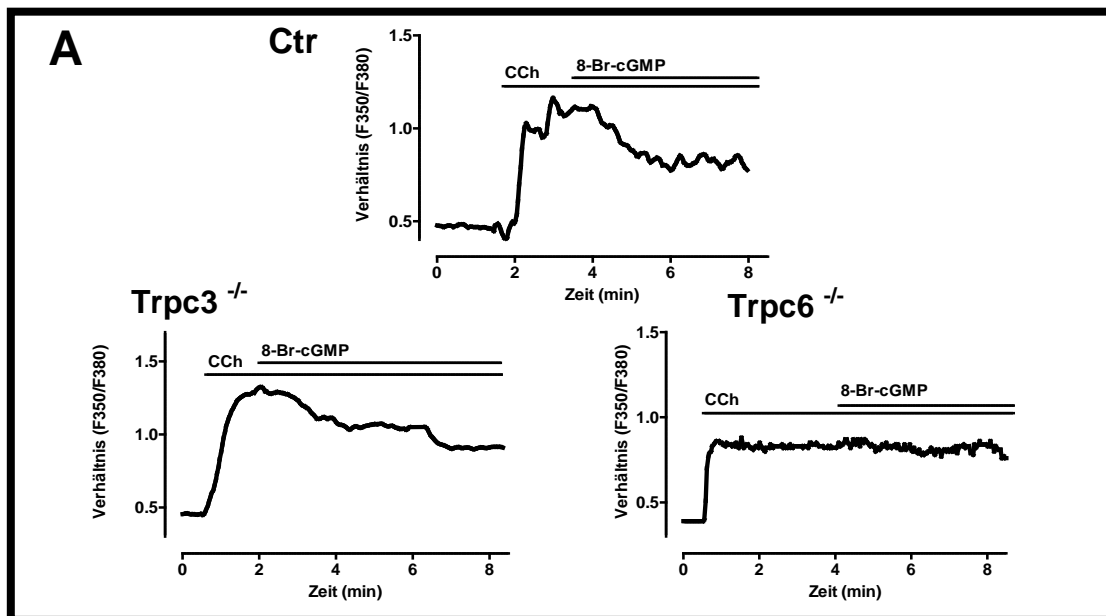 A
Ctr
Verhältnis (F350/F380)
1.5
1.0
0.5
CCh
8-Br-cGMP
0 2 4 6 8
Zeit (min)
Trpc3 -/-
Verhältnis (F350/F380)
1.5
1.0
0.5
CCh
8-Br-cGMP
0 2 4 6 8
Zeit (min)
Trpc6 -/-
Verhältnis (F350/F380)
1.5
1.0
0.5
CCh
8-Br-cGMP
0 2 4 6 8
Zeit (min)